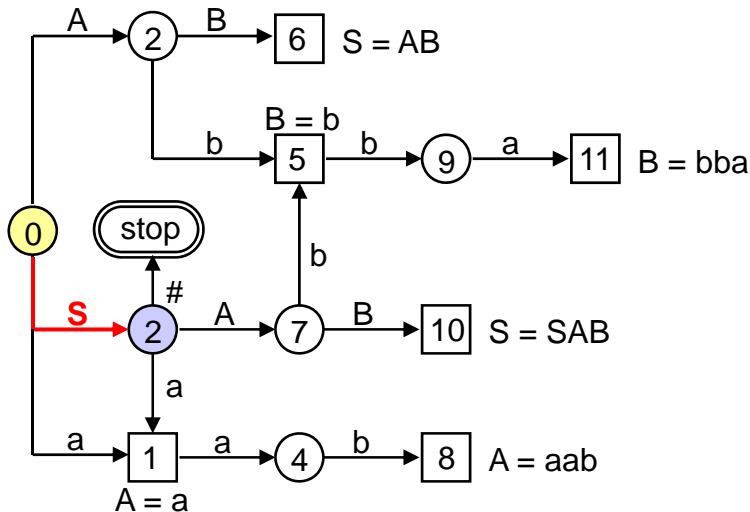 A
B
2
6
S = AB
B = b
b
5
b
9
a
11
B = bba
0
stop
b
#
S
2
A
7
B
10
S = SAB
a
a
1
a
4
b
8
A = aab
A = a